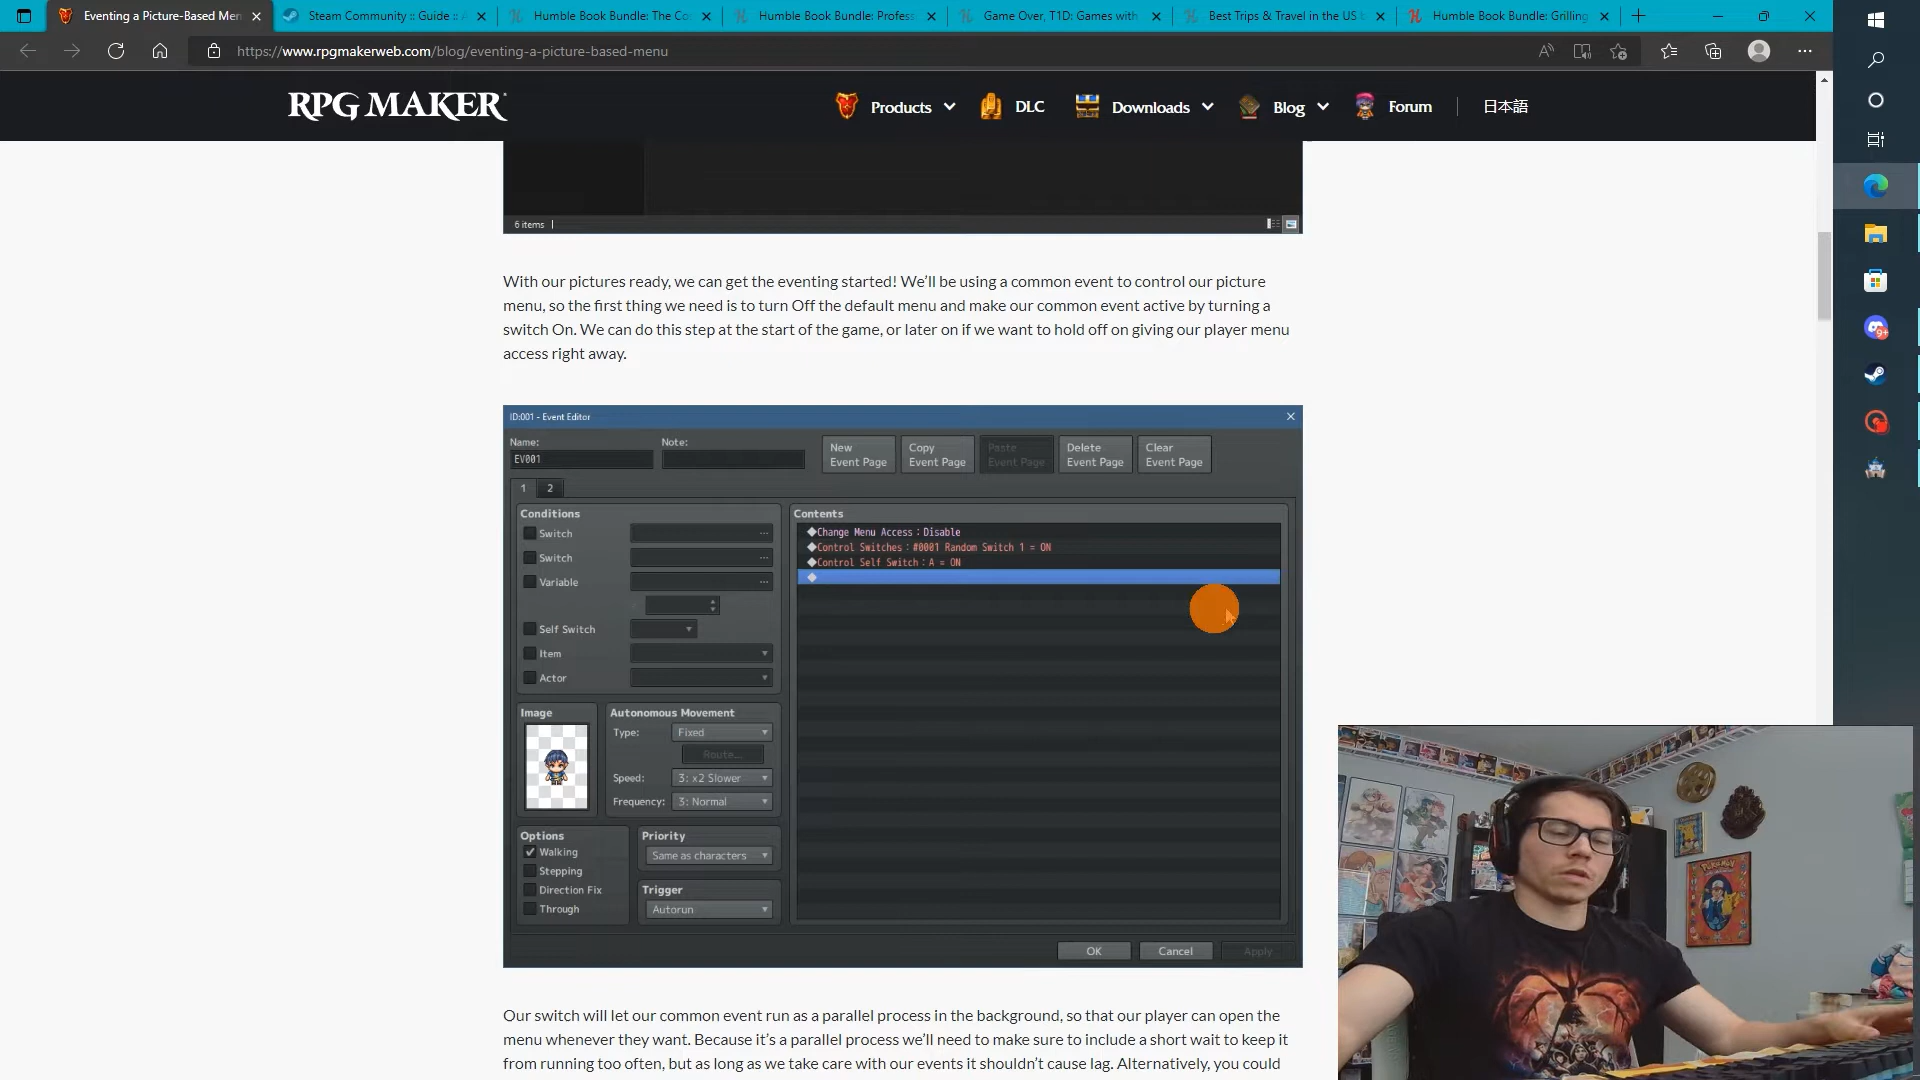 Eventing a Picture-Based Men
Steam Community :: Guide :: A
Humble Book Bundle: The Co
Humble Book Bundle: Profess
Game Over, T1D: Games with
Best Trips & Travel in the US
Humble Book Bundle: Grilling
https://www.rpgmakerweb.com/blog/eventing-a-picture-based-menu
RPG MAKER
Products
DLC
Downloads
Blog
Forum
日本語
6 items
With our pictures ready, we can get the eventing started! We’ll be using a common event to control our picture
menu, so the first thing we need is to turn Off the default menu and make our common event active by turning a
switch On. We can do this step at the start of the game, or later on if we want to hold off on giving our player menu
access right away.
ID:001 - Event Editor
Name:
Note:
EV001
New
Event Page
Copy
Event Page
Paste
Event Page
Delete
Event Page
Clear
Event Page
1
2
Conditions
Switch
...
Switch
...
Variable
...
Self Switch
Item
Actor
Contents
◆Change Menu Access：Disable
◆Control Switches：#0001 Random Switch 1 = ON
◆Control Self Switch：A = ON
◆
Image
Autonomous Movement
Type:
Fixed
Route...
Speed:
3: x2 Slower
Frequency:
3: Normal
Options
Walking
Stepping
Direction Fix
Through
Priority
Same as characters
Trigger
Autorun
OK
Cancel
Apply
Our switch will let our common event run as a parallel process in the background, so that our player can open the
menu whenever they want. Because it’s a parallel process we’ll need to make sure to include a short wait to keep it
from running too often, but as long as we take care with our events it shouldn’t cause lag. Alternatively, you could
9+
POKéMON